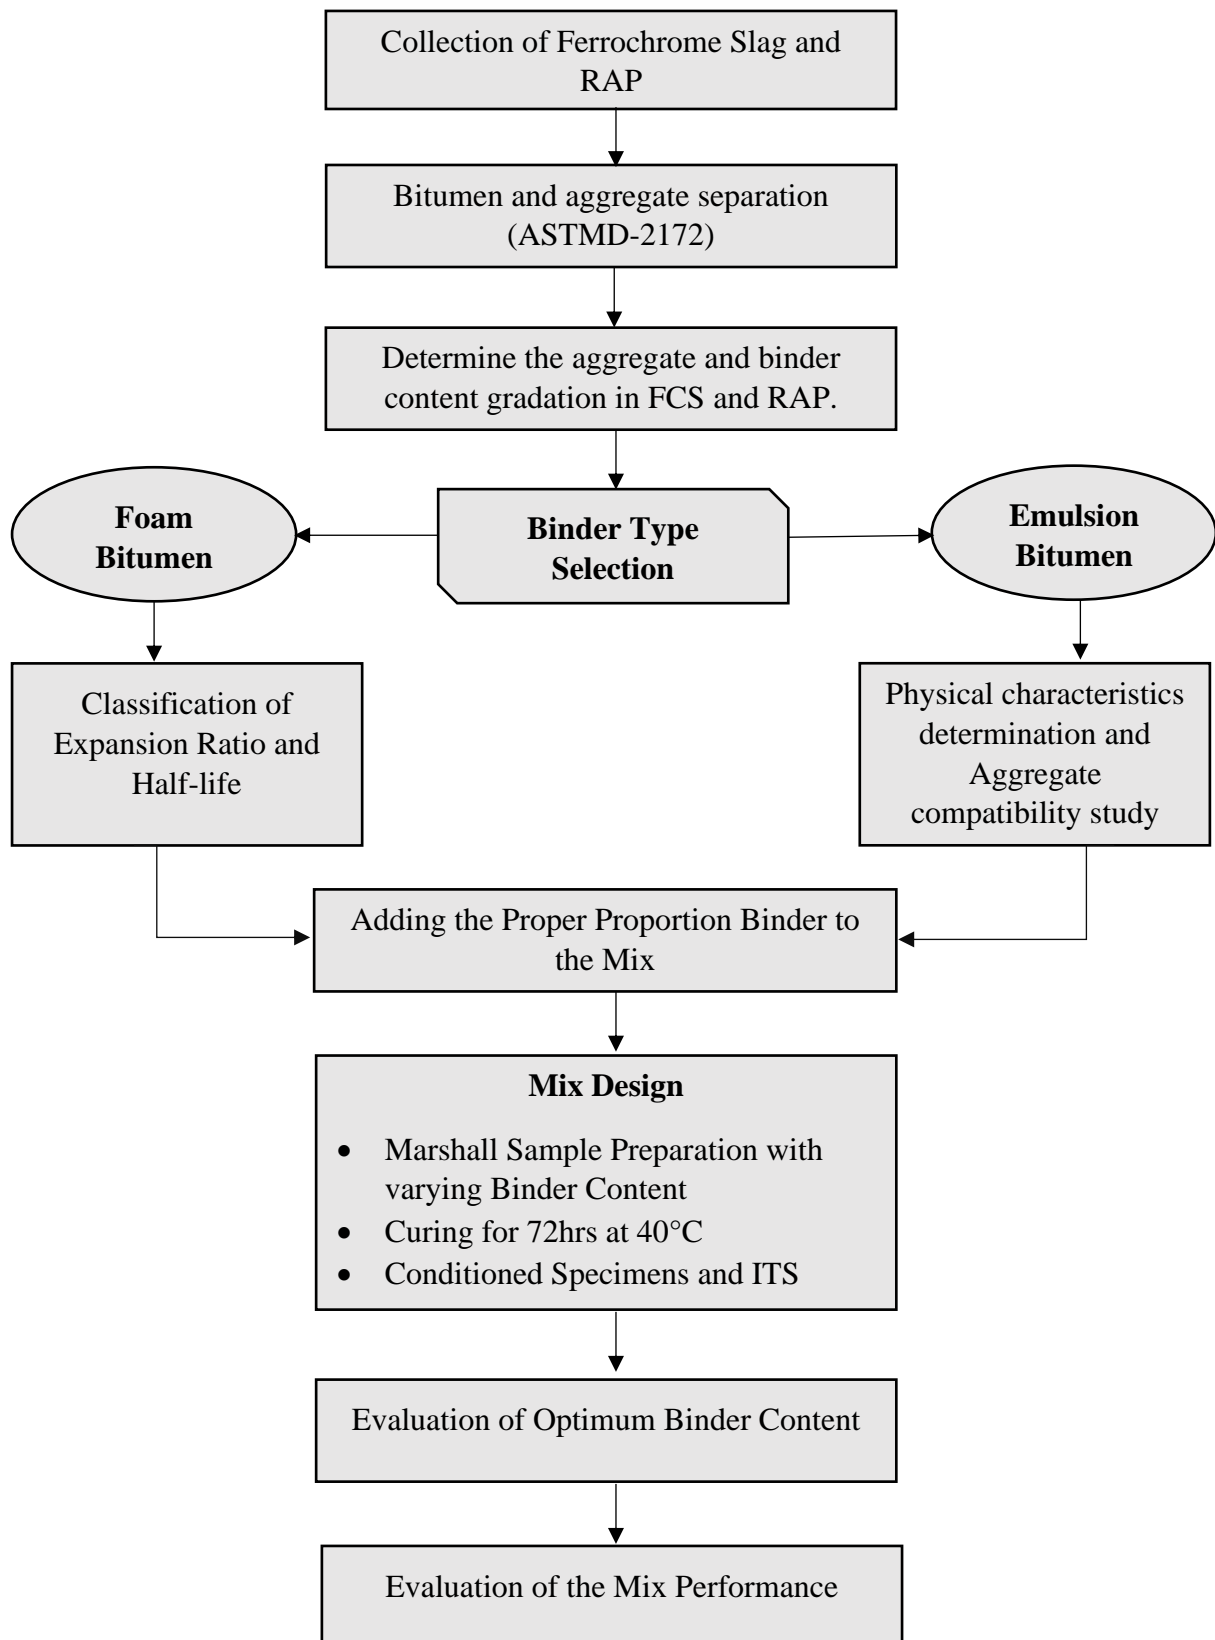 Collection of Ferrochrome Slag and
RAP
Bitumen and aggregate separation
(ASTMD-2172)
Determine the aggregate and binder
content gradation in FCS and RAP.
Foam
Bitumen
Binder Type
Selection
Emulsion
Bitumen
Classification of
Expansion Ratio and
Half-life
Physical characteristics
determination and
Aggregate
compatibility study
Adding the Proper Proportion Binder to
the Mix
Mix Design
• Marshall Sample Preparation with
varying Binder Content
• Curing for 72hrs at 40°C
• Conditioned Specimens and ITS
Evaluation of Optimum Binder Content
Evaluation of the Mix Performance